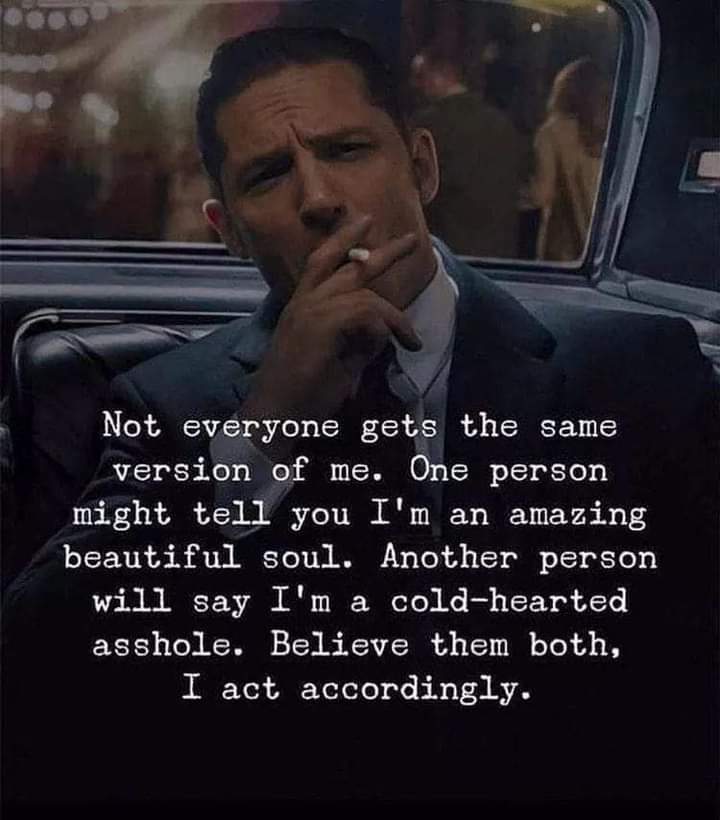 Not everyone gets the same
version of me. One person
might tell you I'm an amazing
beautiful soul. Another person
will say I'm a cold-hearted
asshole. Believe them both,
I act accordingly.